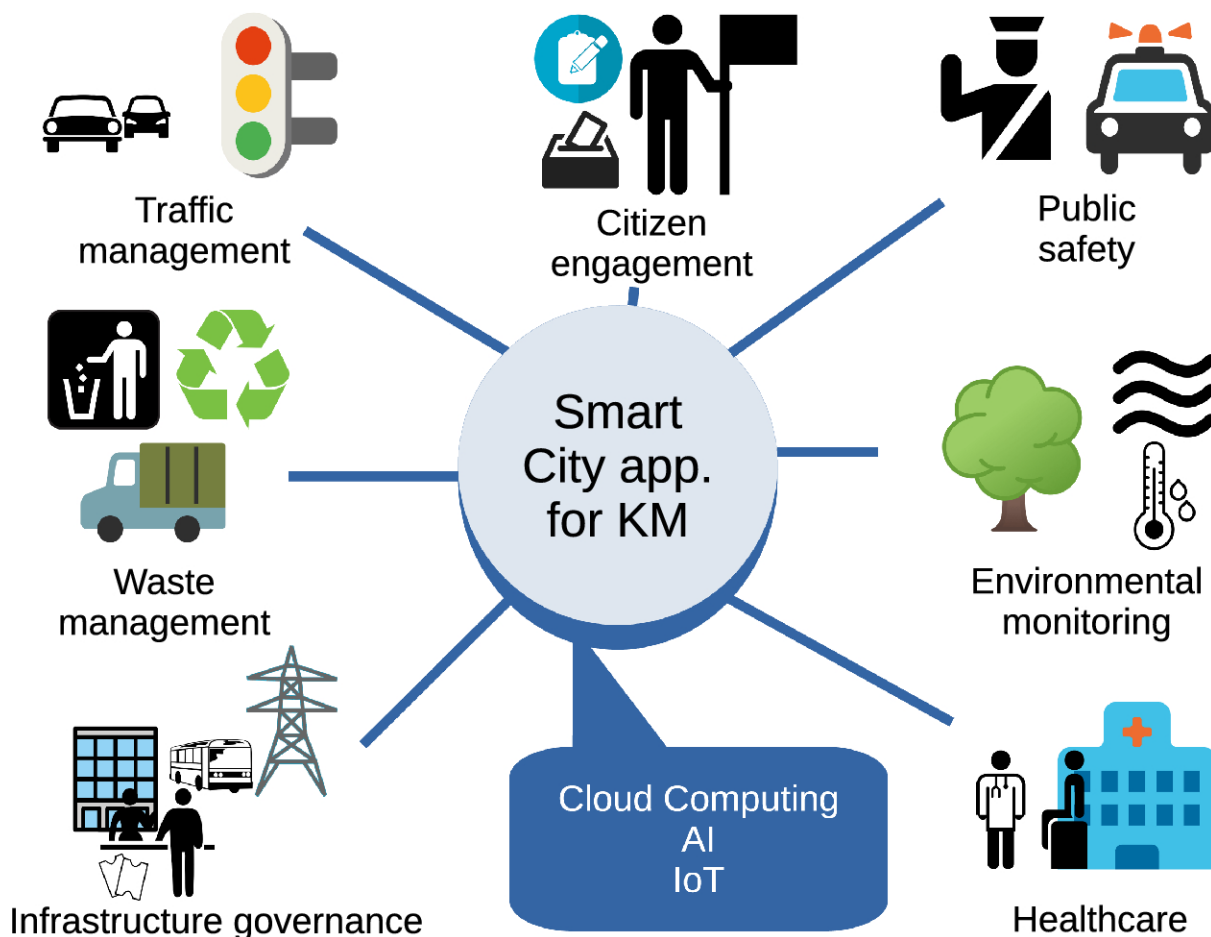 Traffic
management
Citizen
engagement
Public
safety
Smart
City app.
for KM
Waste
management
Environmental
monitoring
Cloud Computing
AI
IoT
Infrastructure governance
Healthcare